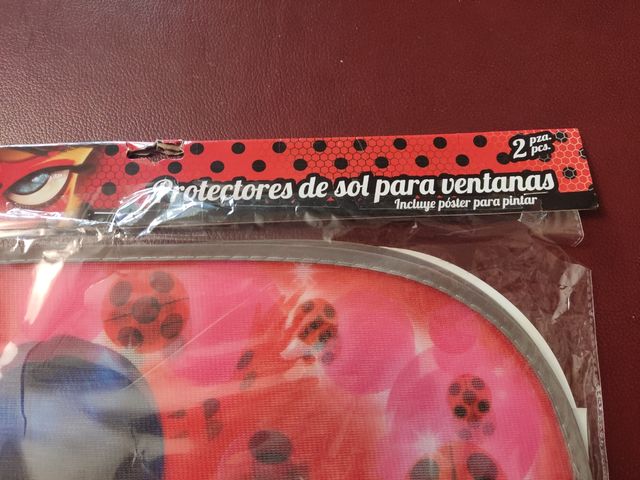 2 pza.
pcs.
Protectores de sol para ventanas
Incluye póster para pintar